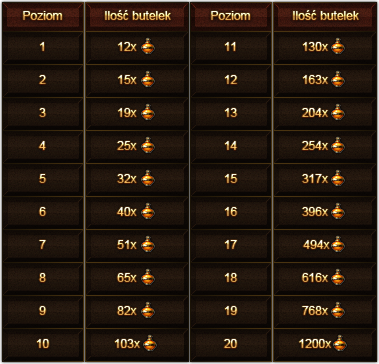 Poziom Ilość butelek Poziom Ilość butelek
1 12x 11 130x
2 15x 12 163x
3 19x 13 204x
4 25x 14 254x
5 32x 15 317x
6 40x 16 396x
7 51x 17 494x
8 65x 18 616x
9 82x 19 768x
10 103x 20 1200x